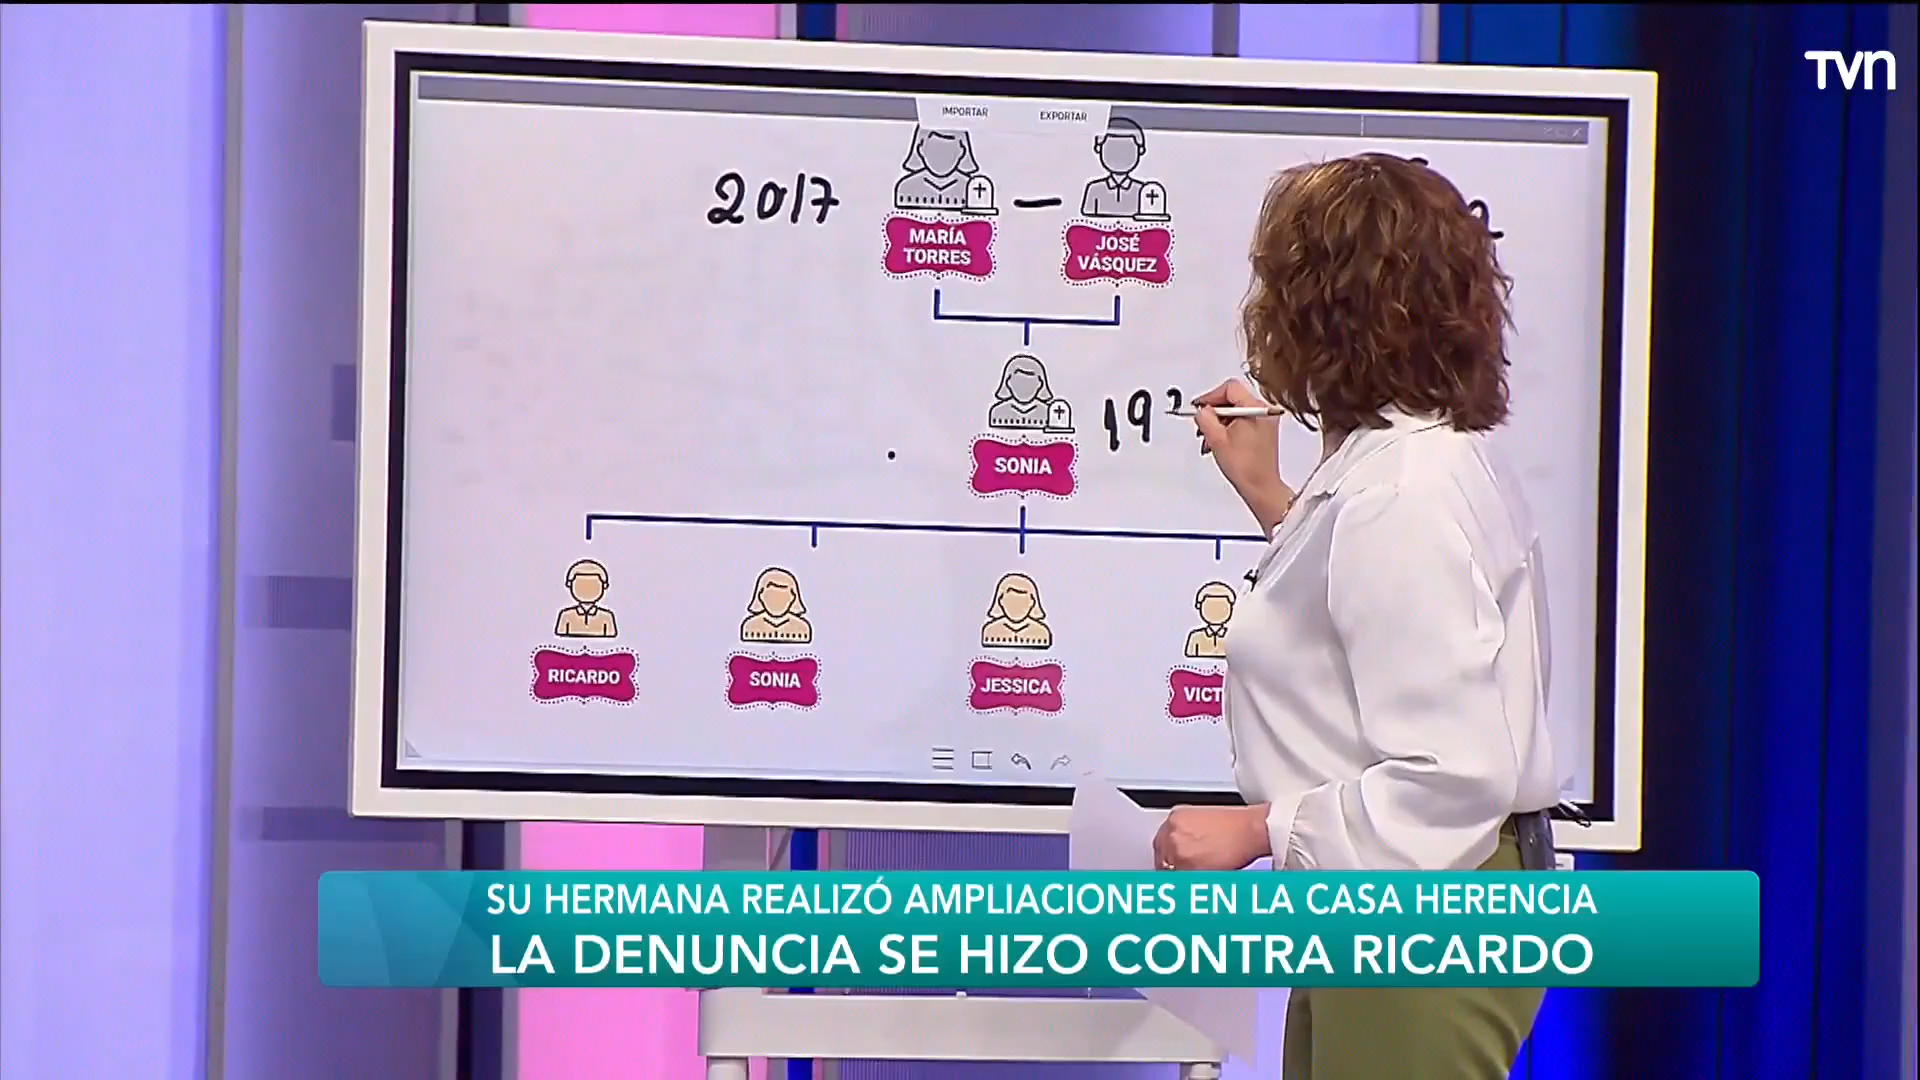 TVN
IMPORTAR EXPORTAR
2017
MARÍA
TORRES
JOSÉ
VÁSQUEZ
SONIA
RICARDO
SONIA
JESSICA
SU HERMANA REALIZÓ AMPLIACIONES EN LA CASA HERENCIA
LA DENUNCIA SE HIZO CONTRA RICARDO